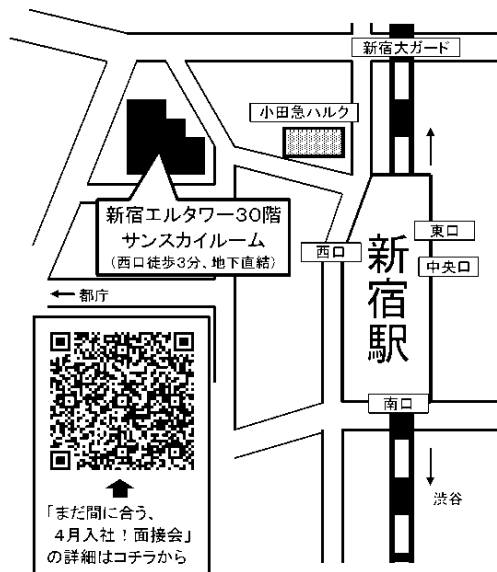 新宿大ガード
小田急ハルク
新宿エルタワー30階
サンスカイルーム
(西口徒歩3分、地下直結)
西口
東口
中央口
新宿駅
← 都庁
南口
渋谷
「まだ間に合う、
4月入社!面接会」
の詳細はコチラから